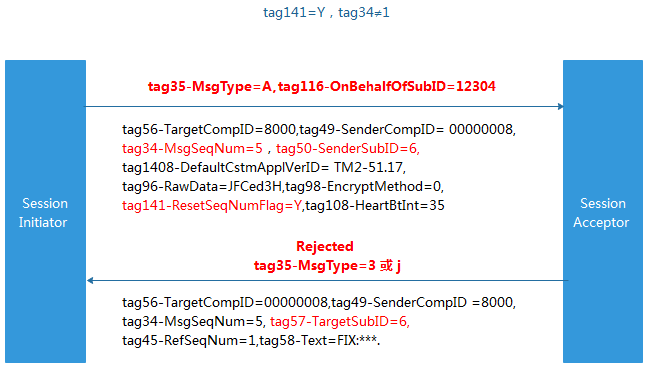 tag141=Y，tag34≠1
tag35-MsgType=A,tag116-OnBehalfOfSubID=12304
tag56-TargetCompID=8000,tag49-SenderCompID= 00000008,
tag34-MsgSeqNum=5，tag50-SenderSubID=6,
tag1408-DefaultCstmApplVerID= TM2-51.17,
tag96-RawData=JFCed3H,tag98-EncryptMethod=0,
tag141-ResetSeqNumFlag=Y,tag108-HeartBtInt=35
Session
Initiator
Session
Acceptor
Rejected
tag35-MsgType=3 或 j
tag56-TargetCompID=00000008,tag49-SenderCompID =8000,
tag34-MsgSeqNum=5, tag57-TargetSubID=6,
tag45-RefSeqNum=1,tag58-Text=FIX:***.